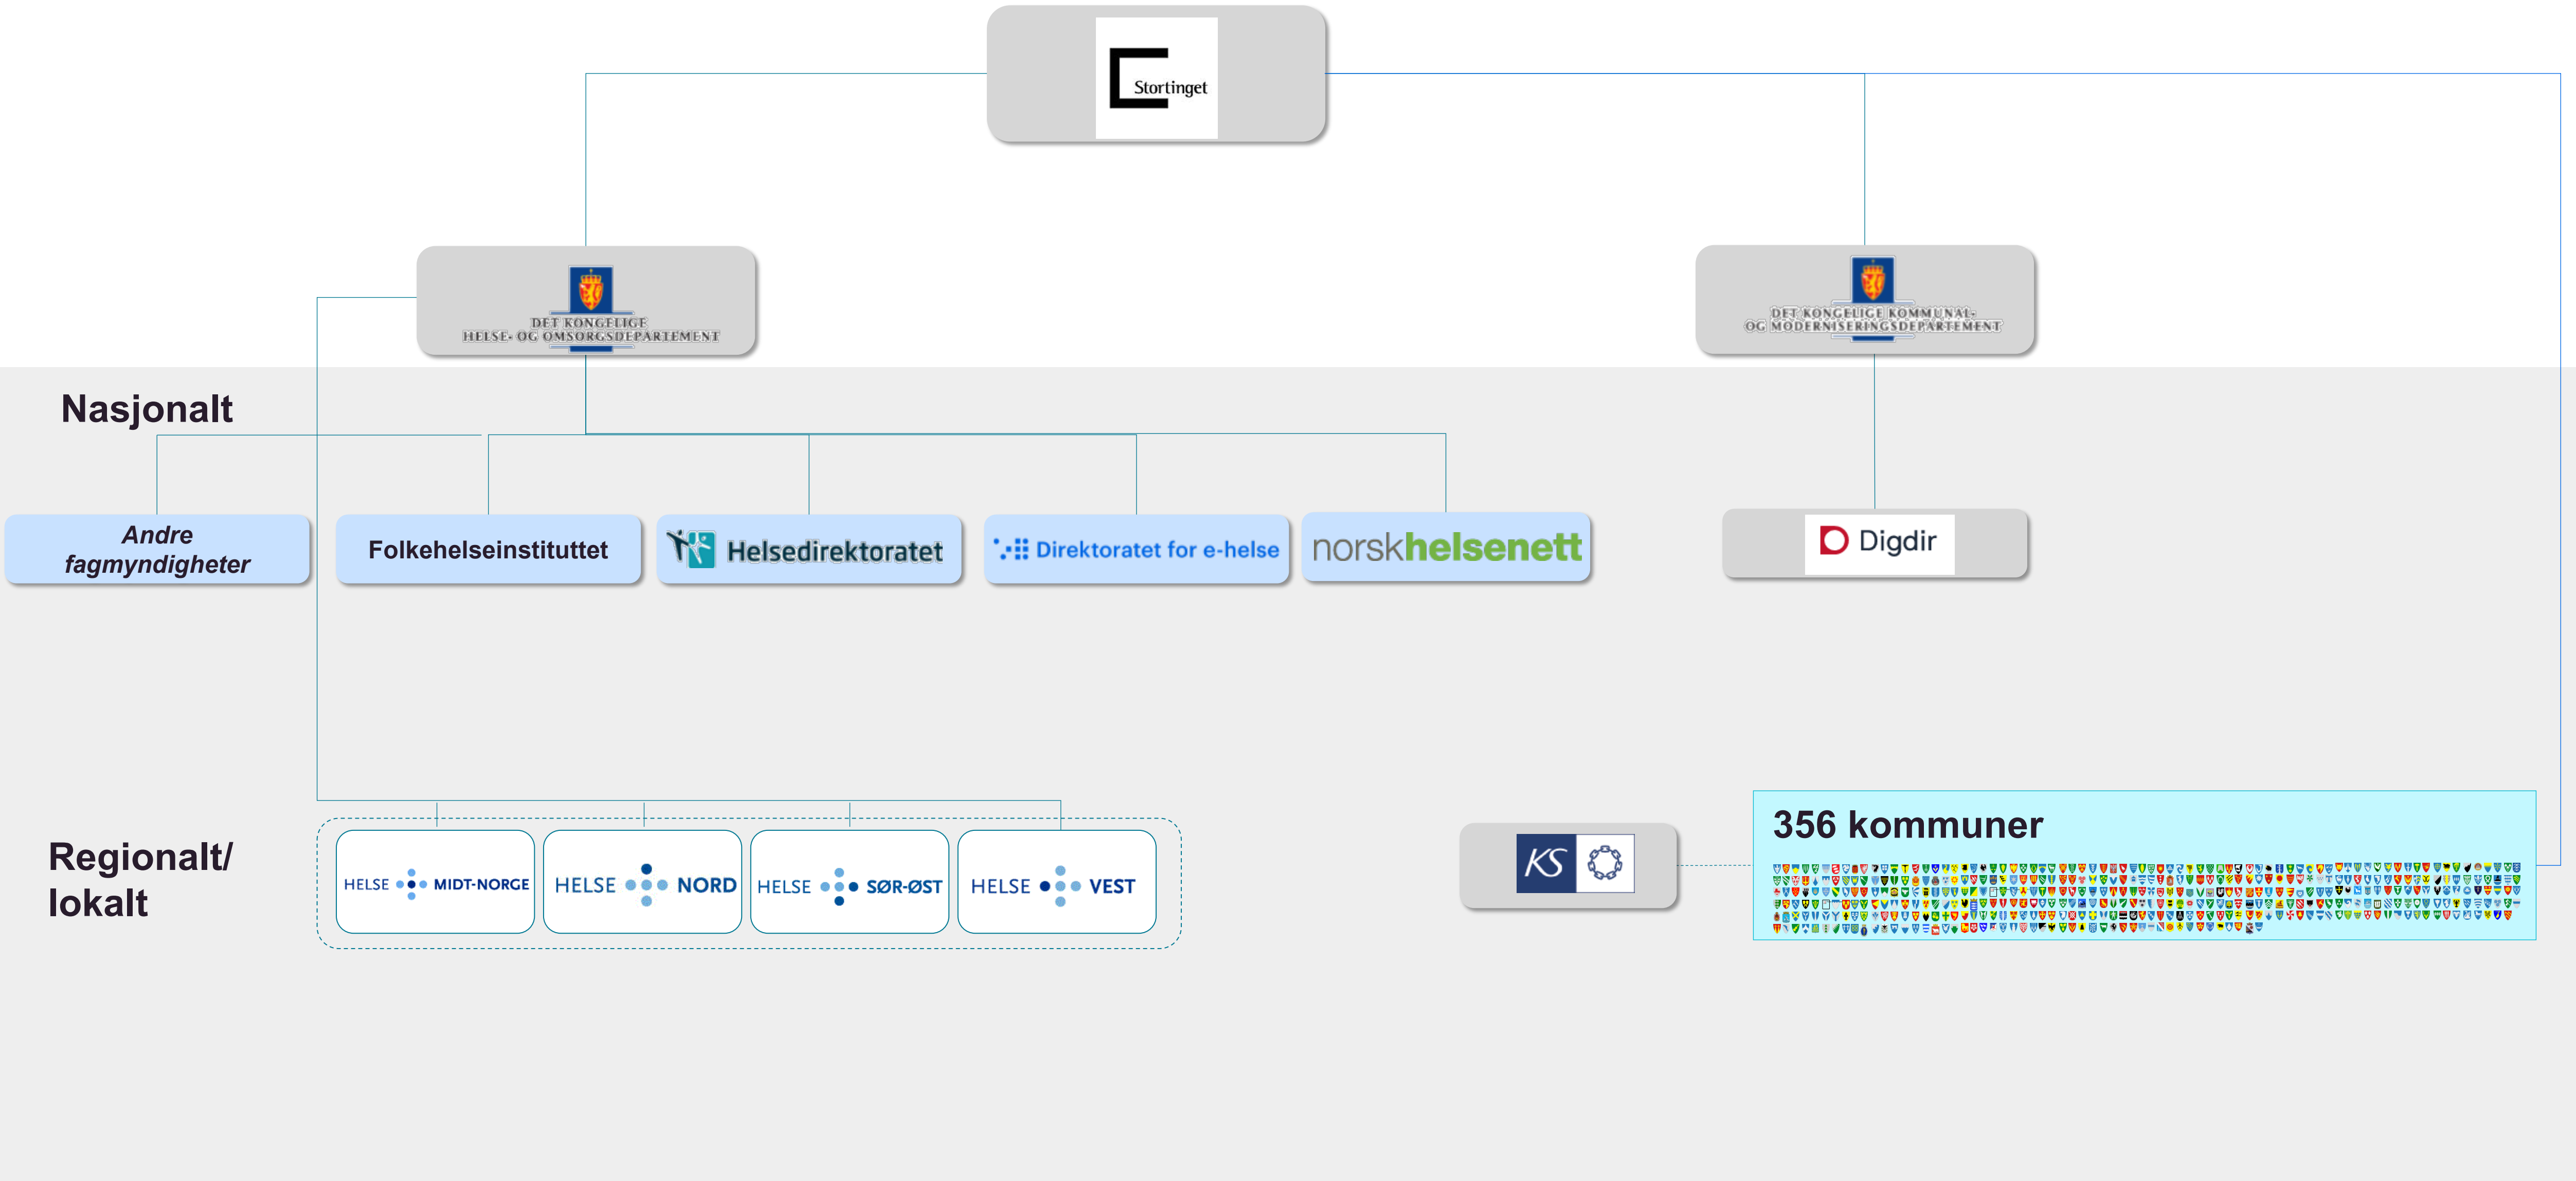 Stortinget
DET KONGELIGE
HELSE- OG OMSORGSDEPARTEMENT
DET KONGELIGE KOMMUNAL-
OG MODERNISERINGSDEPARTEMENT
Nasjonalt
Andre
fagmyndigheter
Folkehelseinstituttet
Helsedirektoratet
Direktoratet for e-helse
norskhelsenett
Digdir
Regionalt/
lokalt
HELSE MIDT-NORGE
HELSE NORD
HELSE SØR-ØST
HELSE VEST
KS
356 kommuner